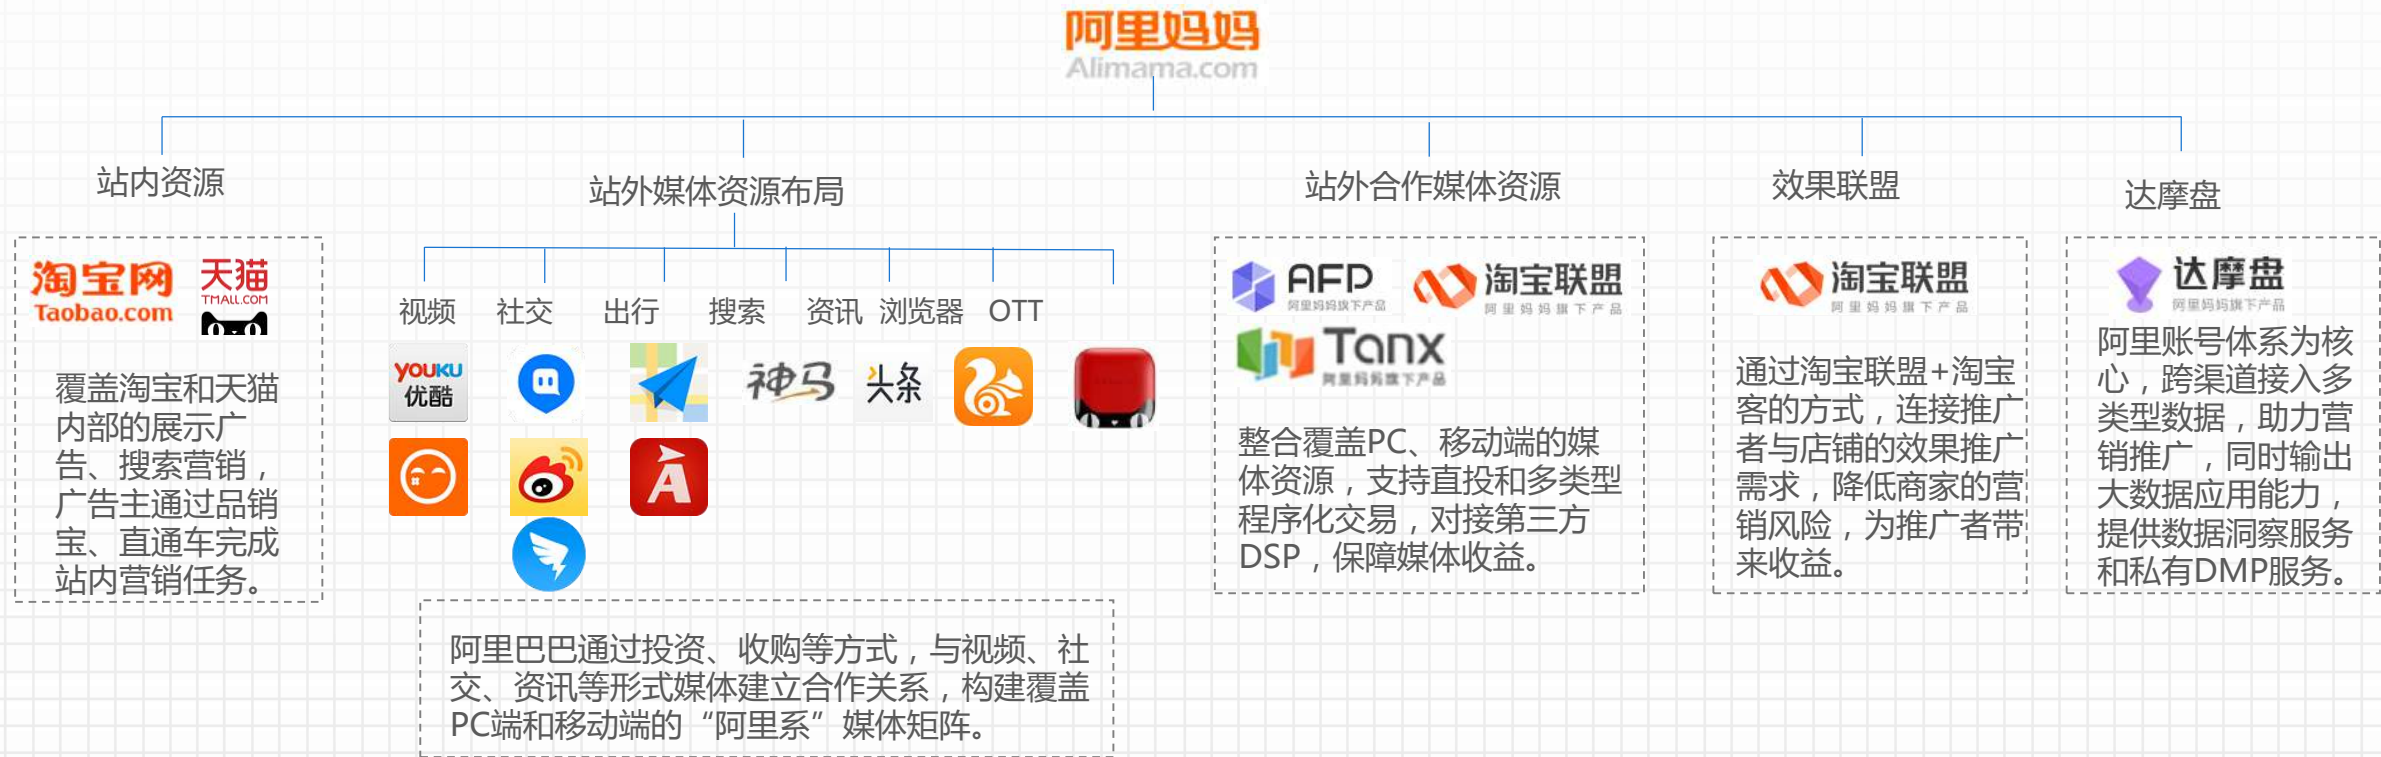 阿里妈妈
Alimama.com
站内资源
淘宝网
Taobao.com
天猫
TMALL.COM
覆盖淘宝和天猫
内部的展示广
告、搜索营销，
广告主通过品销
宝、直通车完成
站内营销任务。
站外媒体资源布局
视频
社交
出行
搜索
资讯
浏览器
OTT
YOUKU
优酷
神马
头条
阿里巴巴通过投资、收购等方式，与视频、社
交、资讯等形式媒体建立合作关系，构建覆盖
PC端和移动端的“阿里系”媒体矩阵。
站外合作媒体资源
AFP
阿里妈妈旗下产品
淘宝联盟
阿里妈妈旗下产品
Tanx
阿里妈妈旗下产品
整合覆盖PC、移动端的媒
体资源，支持直投和多类型
程序化交易，对接第三方
DSP，保障媒体收益。
效果联盟
淘宝联盟
阿里妈妈旗下产品
通过淘宝联盟+淘宝
客的方式，连接推广
者与店铺的效果推广
需求，降低商家的营
销风险，为推广者带
来收益。
达摩盘
达摩盘
阿里妈妈旗下产品
阿里账号体系为核
心，跨渠道接入多
类型数据，助力营
销推广，同时输出
大数据应用能力，
提供数据洞察服务
和私有DMP服务。